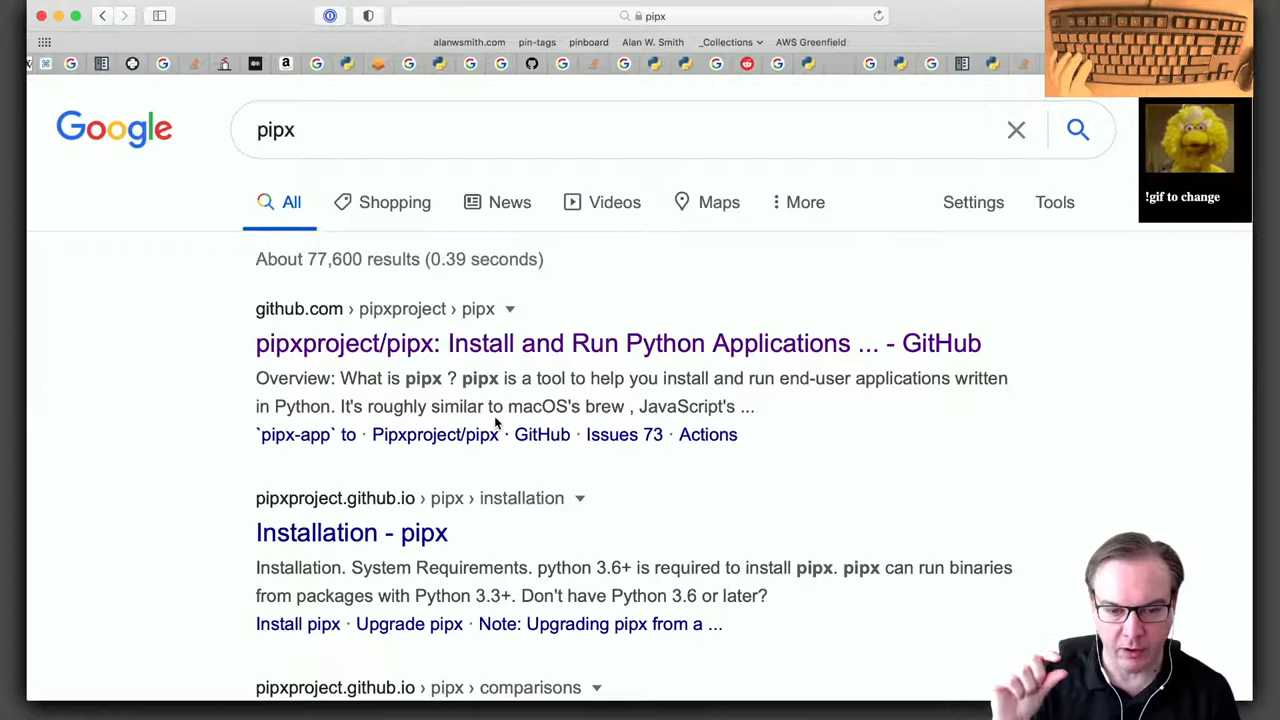 pipx
alanwsmith.com pin-tags pinboard Alan W. Smith _Collections AWS Greenfield
Google
pipx
!gif to change
All Shopping News Videos Maps More Settings Tools
About 77,600 results (0.39 seconds)
github.com › pipxproject › pipx
pipxproject/pipx: Install and Run Python Applications ... - GitHub
Overview: What is pipx ? pipx is a tool to help you install and run end-user applications written
in Python. It's roughly similar to macOS's brew , JavaScript's ...
`pipx-app` to · Pipxproject/pipx · GitHub · Issues 73 · Actions
pipxproject.github.io › pipx › installation
Installation - pipx
Installation. System Requirements. python 3.6+ is required to install pipx. pipx can run binaries
from packages with Python 3.3+. Don't have Python 3.6 or later?
Install pipx · Upgrade pipx · Note: Upgrading pipx from a ...
pipxproject.github.io › pipx › comparisons